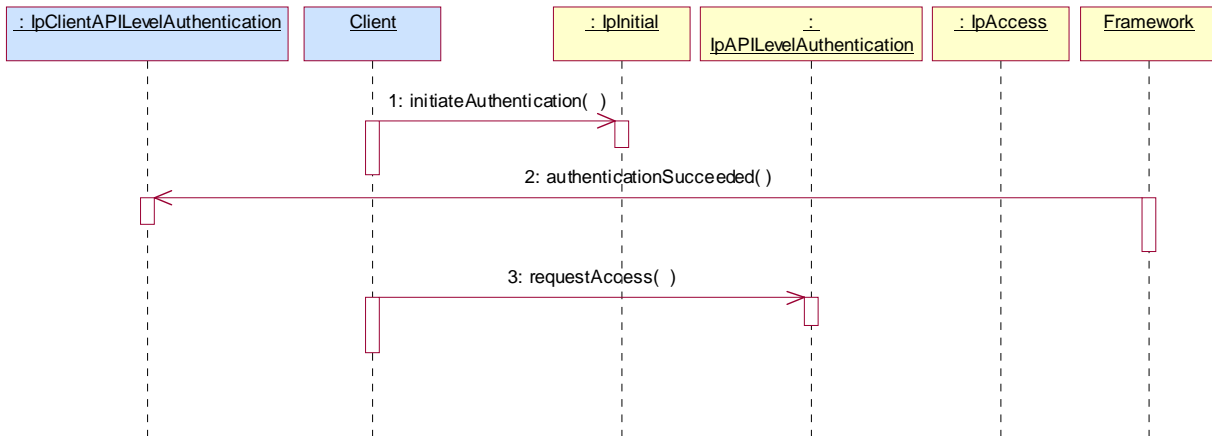 : IpClientAPILevelAuthentication
Client
: IpInitial
:
IpAPILevelAuthentication
: IpAccess
Framework
1: initiateAuthentication( )
2: authenticationSucceeded( )
3: requestAccess( )